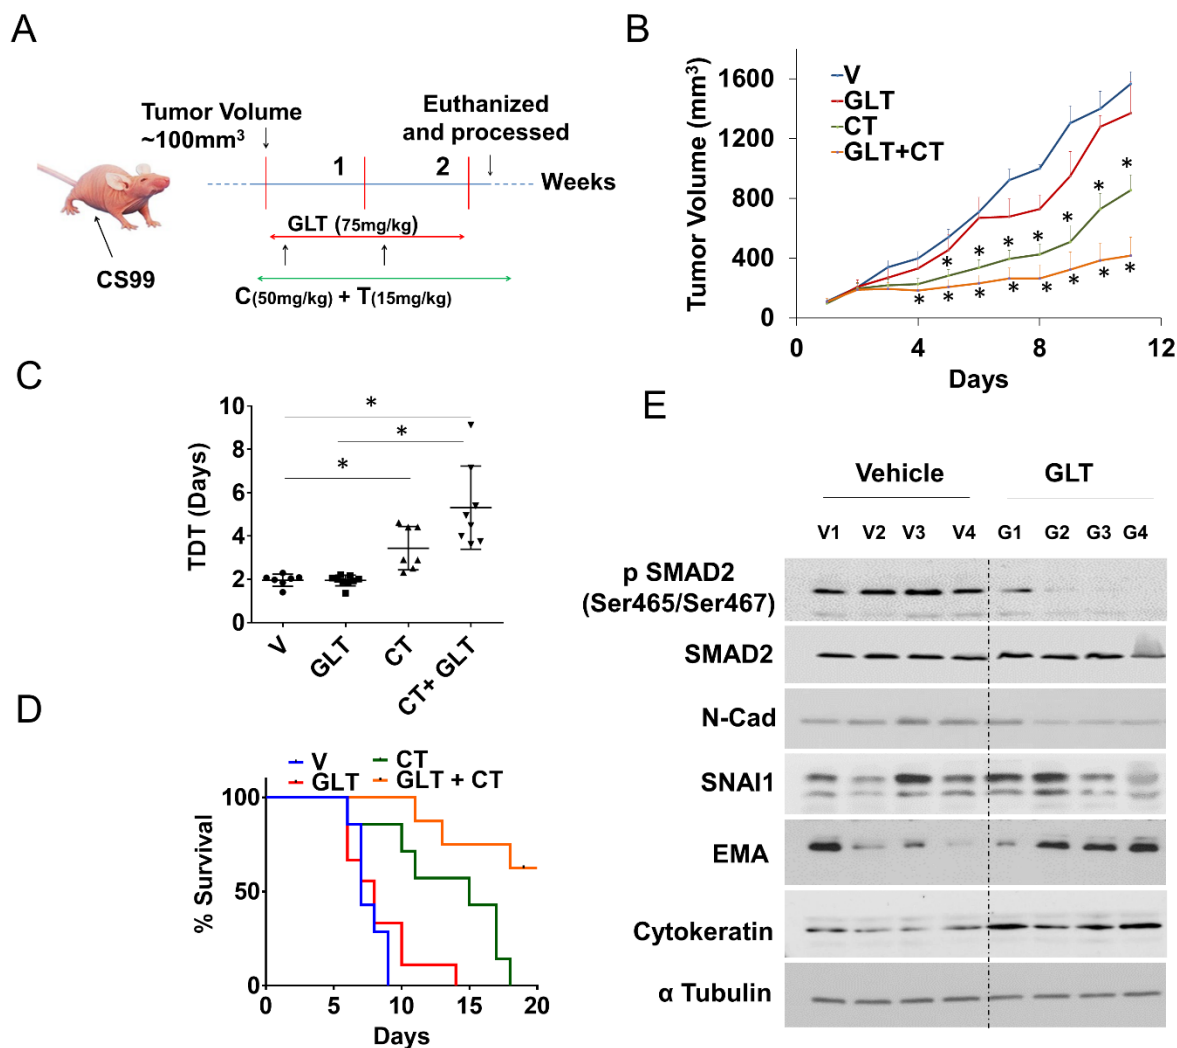 A
Tumor Volume
~100mm³
Euthanized
and processed
1
2
Weeks
GLT (75mg/kg)
CS99
C(50mg/kg) + T(15mg/kg)
B
Tumor Volume (mm³)
1600
1200
800
400
0
V
GLT
CT
GLT+CT
* * * * * * *
* * * * * * * *
0 4 8 12
Days
C
TDT (Days)
10
8
6
4
2
0
*
*
*
V
GLT
CT
CT+ GLT
D
V
GLT
CT
GLT + CT
% Survival
100
50
0
0 5 10 15 20
Days
E
Vehicle GLT
V1 V2 V3 V4 G1 G2 G3 G4
p SMAD2
(Ser465/Ser467)
SMAD2
N-Cad
SNAI1
EMA
Cytokeratin
α Tubulin